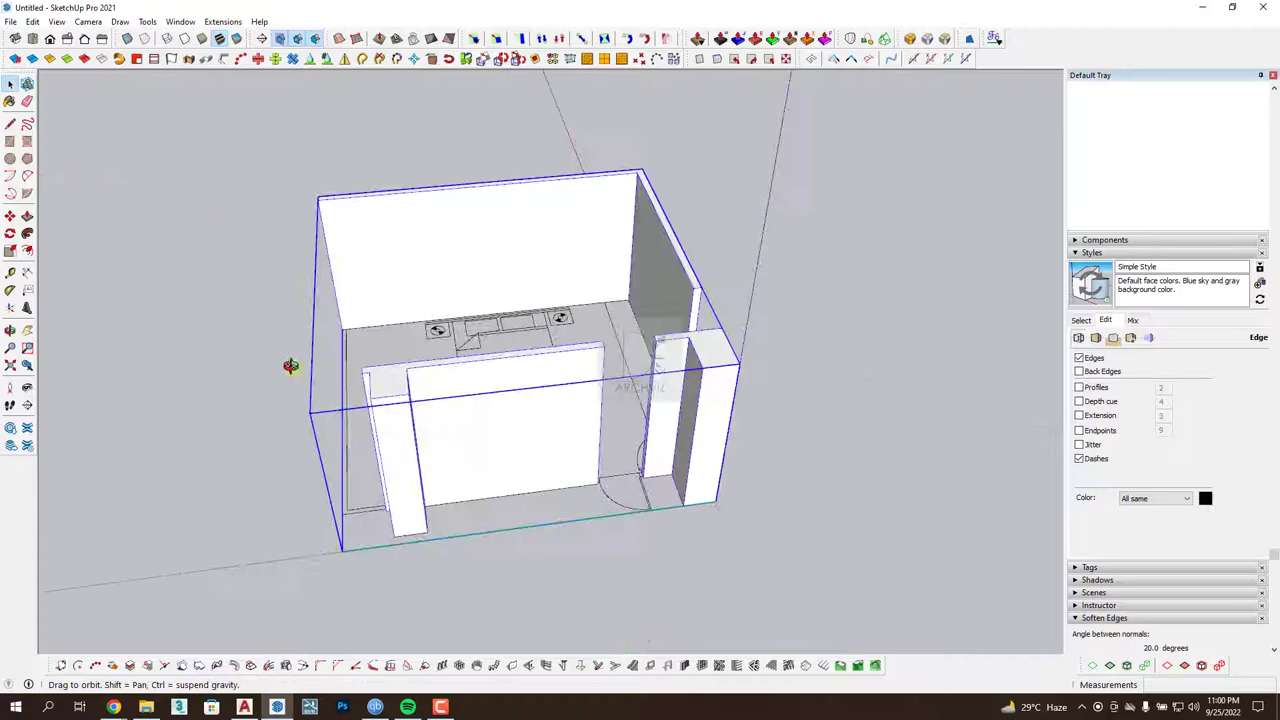 Untitled - SketchUp Pro 2021
File Edit View Camera Draw Tools Window Extensions Help
Default Tray
Components
Styles
Simple Style
Default face colors. Blue sky and gray background color.
Select Edit Mix
Edge
Edges
Back Edges
Profiles 2
Depth cue 4
Extension 3
Endpoints 9
Jitter
Dashes
Color: All same
Tags
Shadows
Scenes
Instructor
Soften Edges
Angle between normals:
20.0 degrees
ARCHVIZ
Drag to orbit. Shift = Pan, Ctrl = suspend gravity.
Measurements
29°C Haze
11:00 PM
9/25/2022